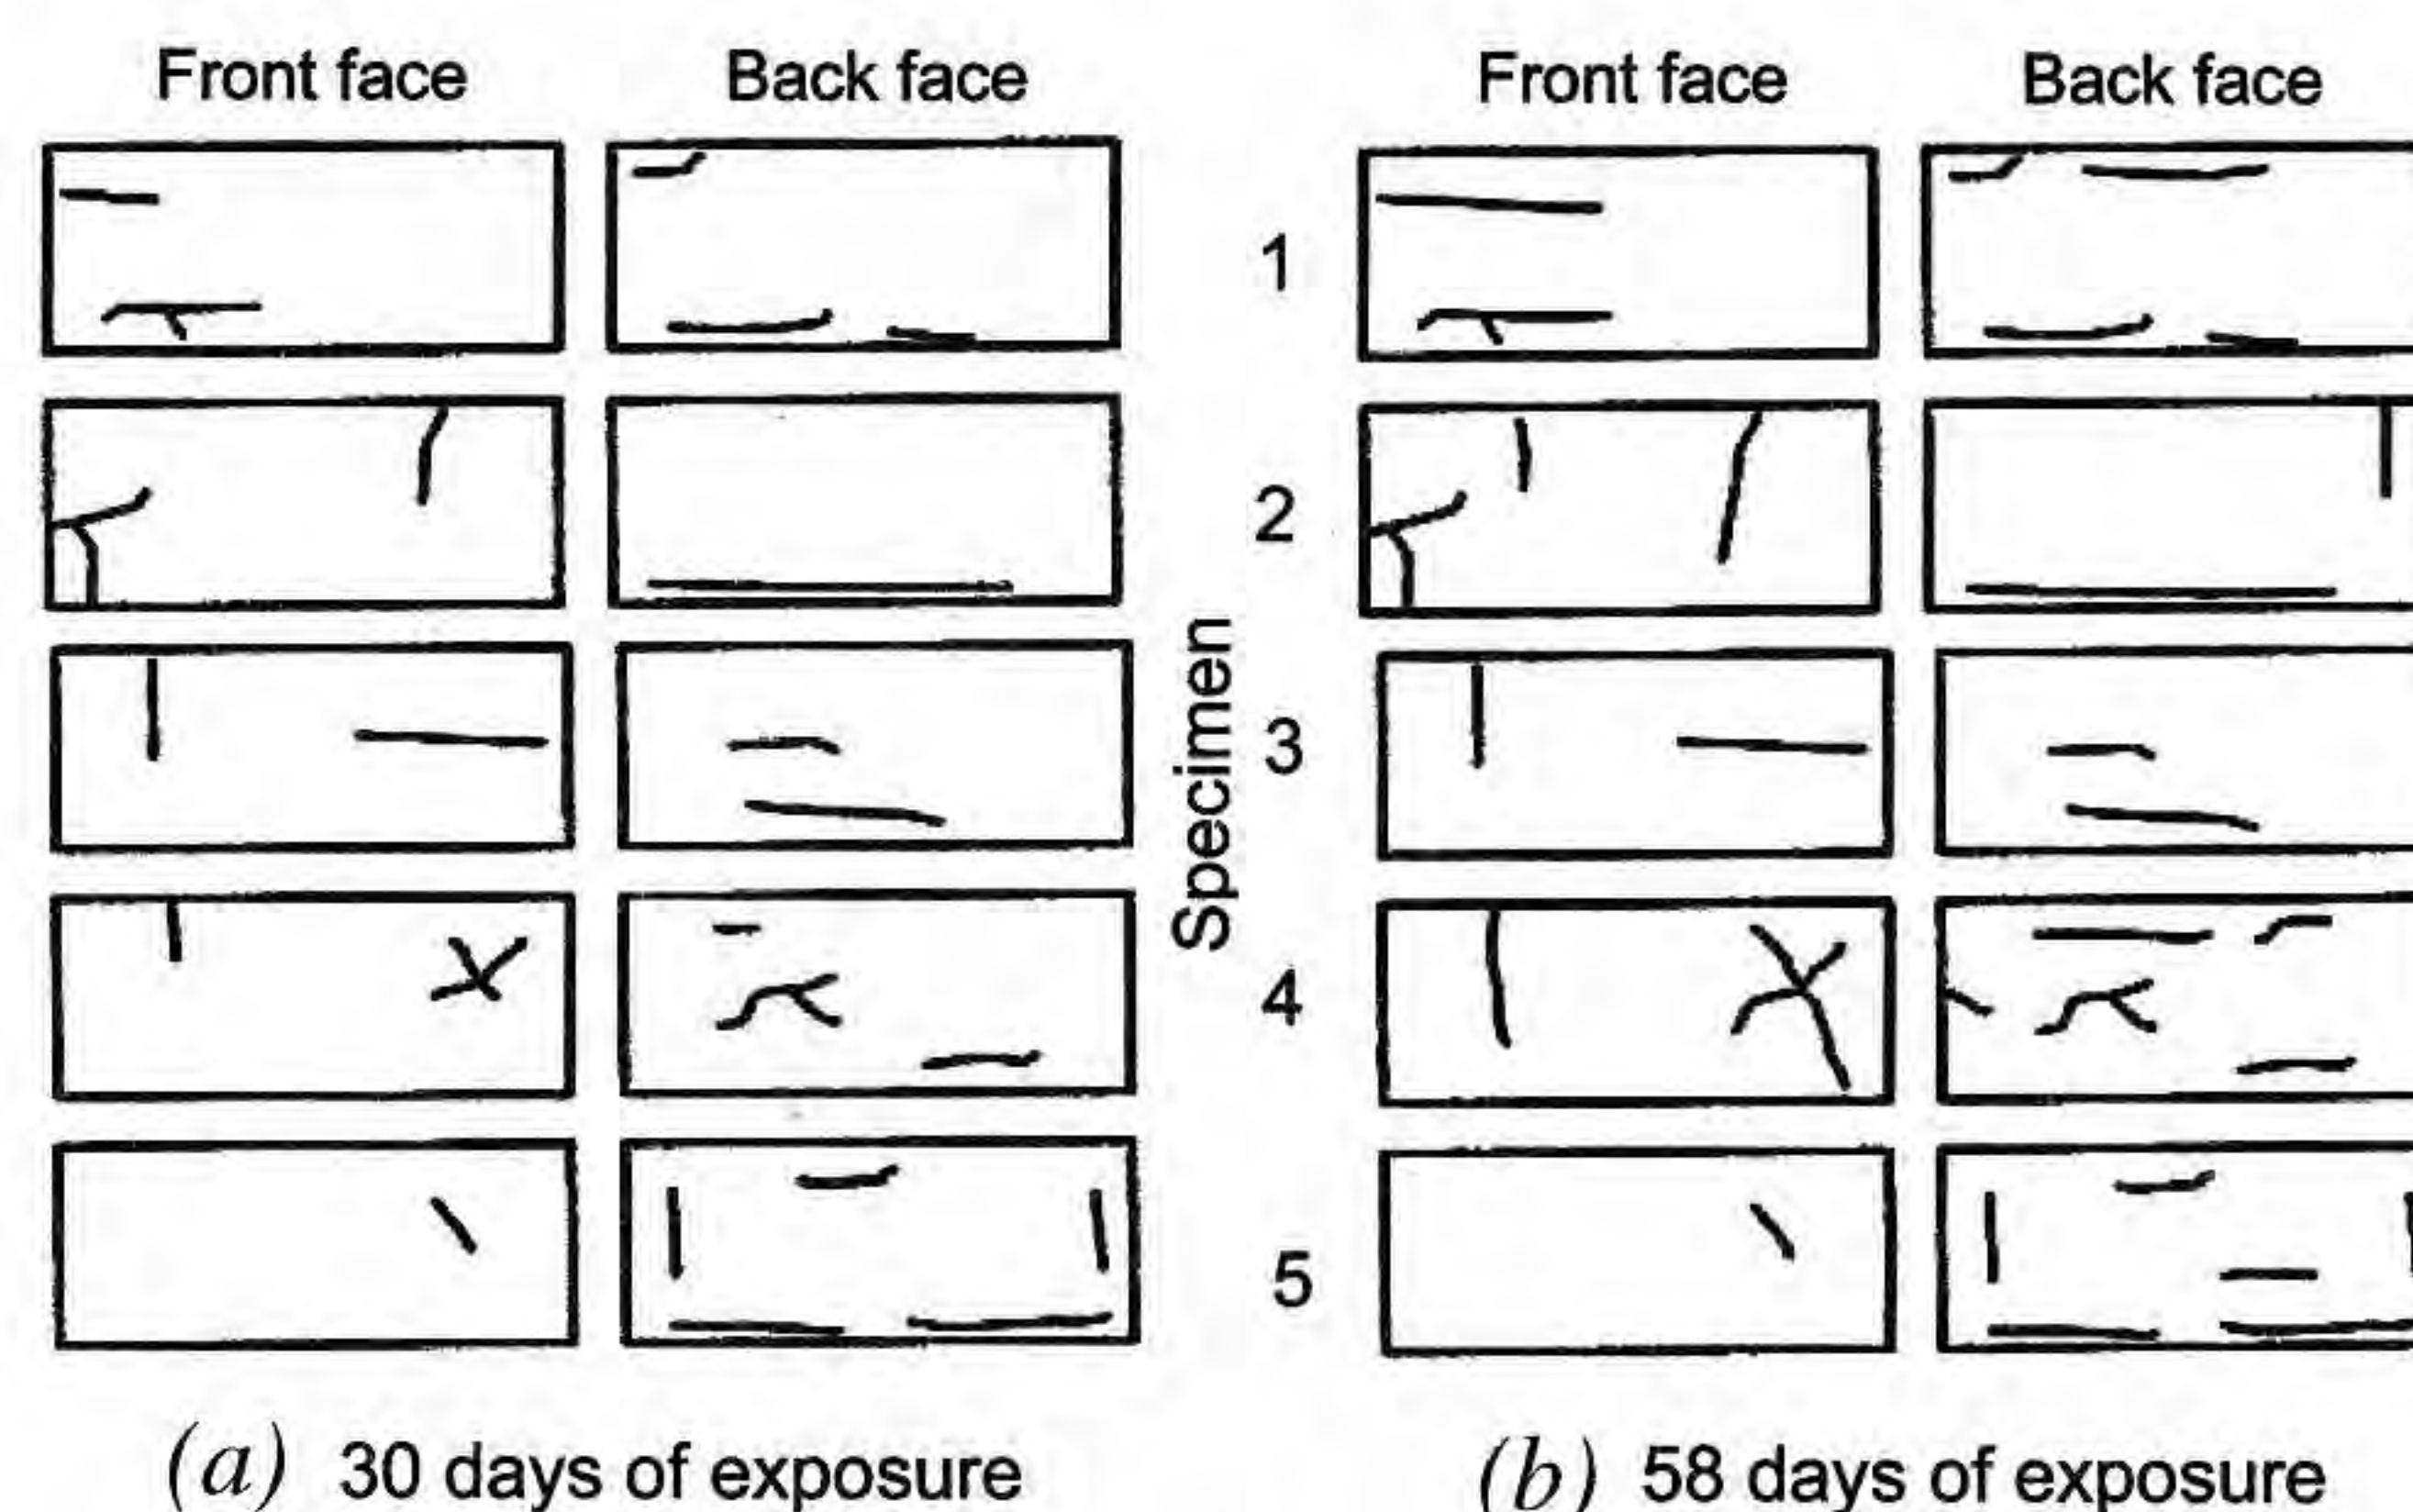 Front face Back face Front face Back face
1
2
Specimen
3
4
5
(a) 30 days of exposure (b) 58 days of exposure